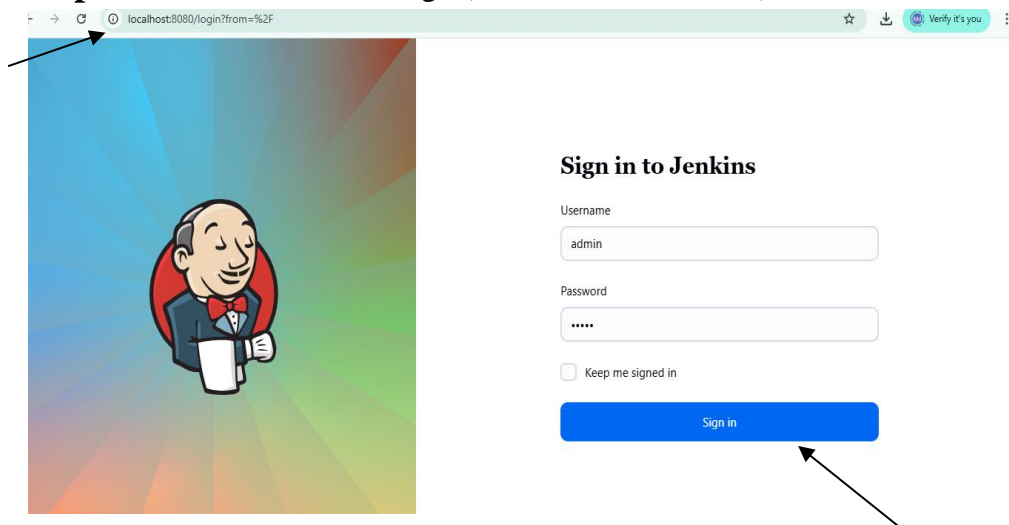 localhost:8080/login?from=%2F
Verify it's you
Sign in to Jenkins
Username
admin
Password
•••••
Keep me signed in
Sign in